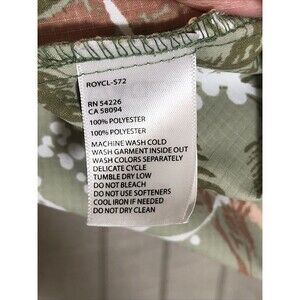 ROYCL-S72
RN 54226
CA 58094
100% POLYESTER
100% POLYESTER
MACHINE WASH COLD
WASH GARMENT INSIDE OUT
WASH COLORS SEPARATELY
DELICATE CYCLE
TUMBLE DRY LOW
DO NOT BLEACH
DO NOT USE SOFTENERS
COOL IRON IF NEEDED
DO NOT DRY CLEAN